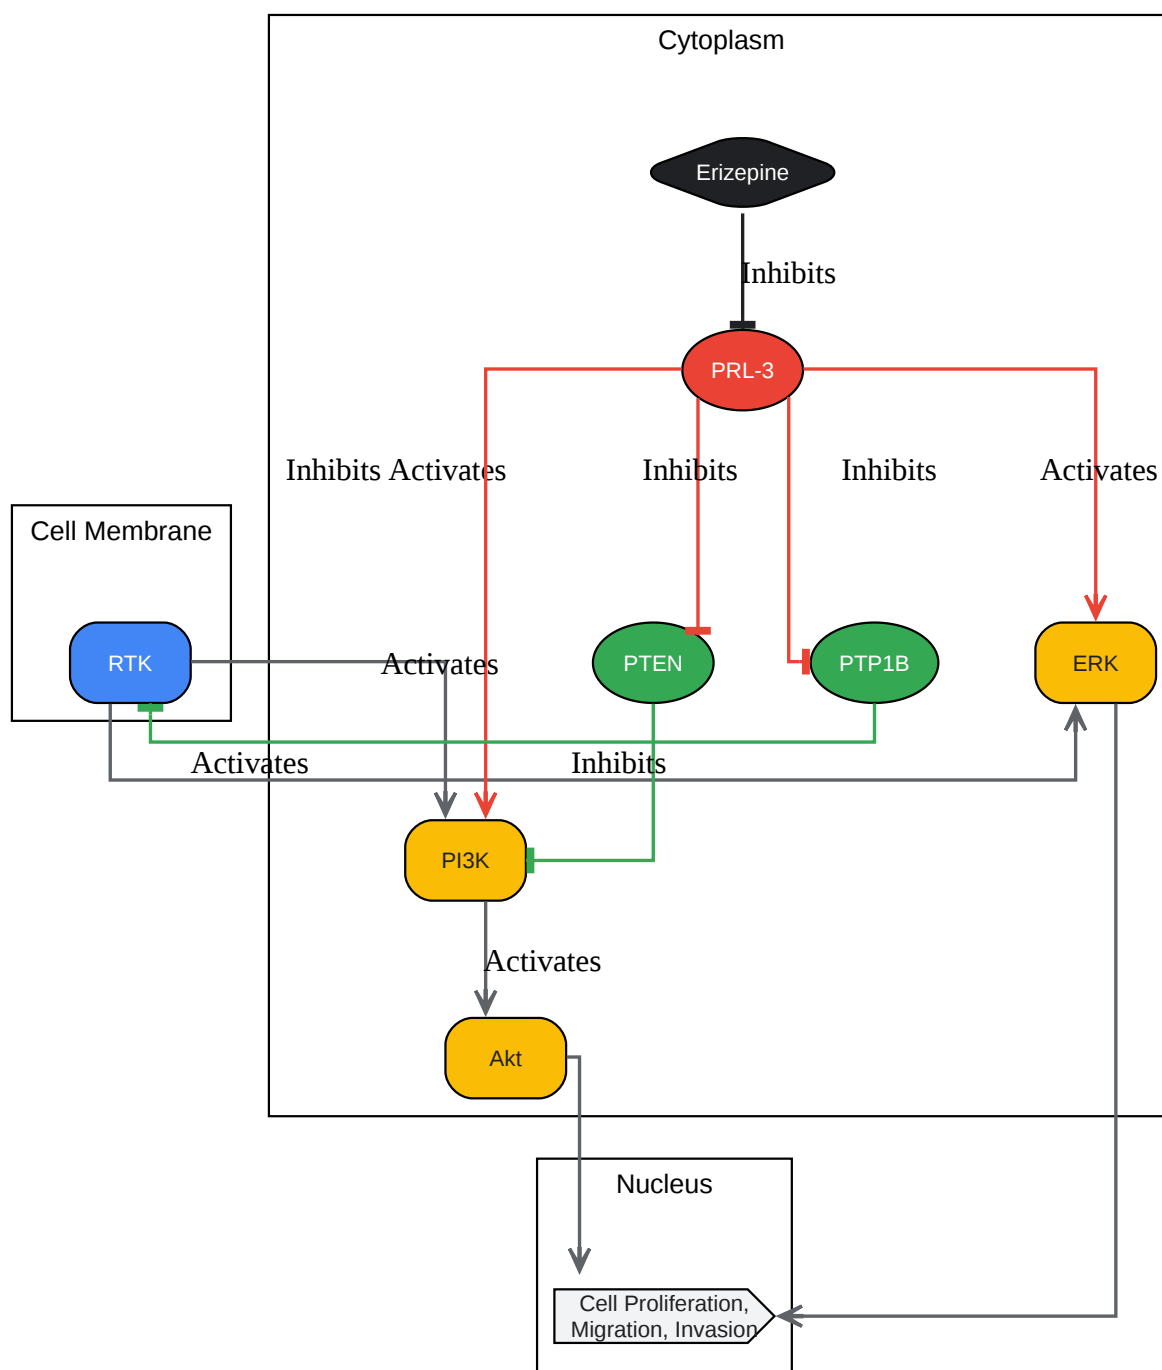 Cytoplasm
Erizepine
Inhibits
PRL-3
Inhibits Activates
Inhibits
Inhibits
Activates
Cell Membrane
RTK
Activates
PTEN
PTP1B
ERK
Activates
Inhibits
PI3K
Activates
Akt
Nucleus
Cell Proliferation,
Migration, Invasion